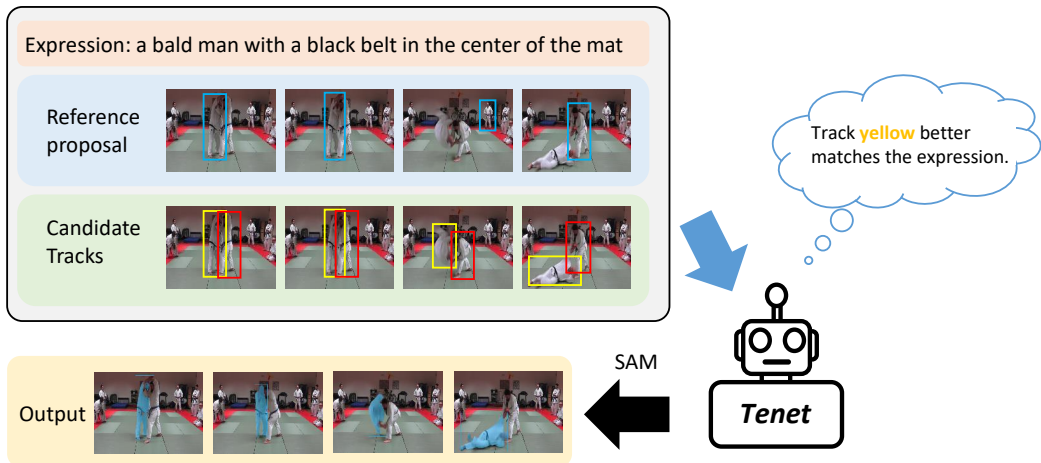 Expression: a bald man with a black belt in the center of the mat
Reference
proposal
Candidate
Tracks
Track yellow better
matches the expression.
SAM
Output
Tenet